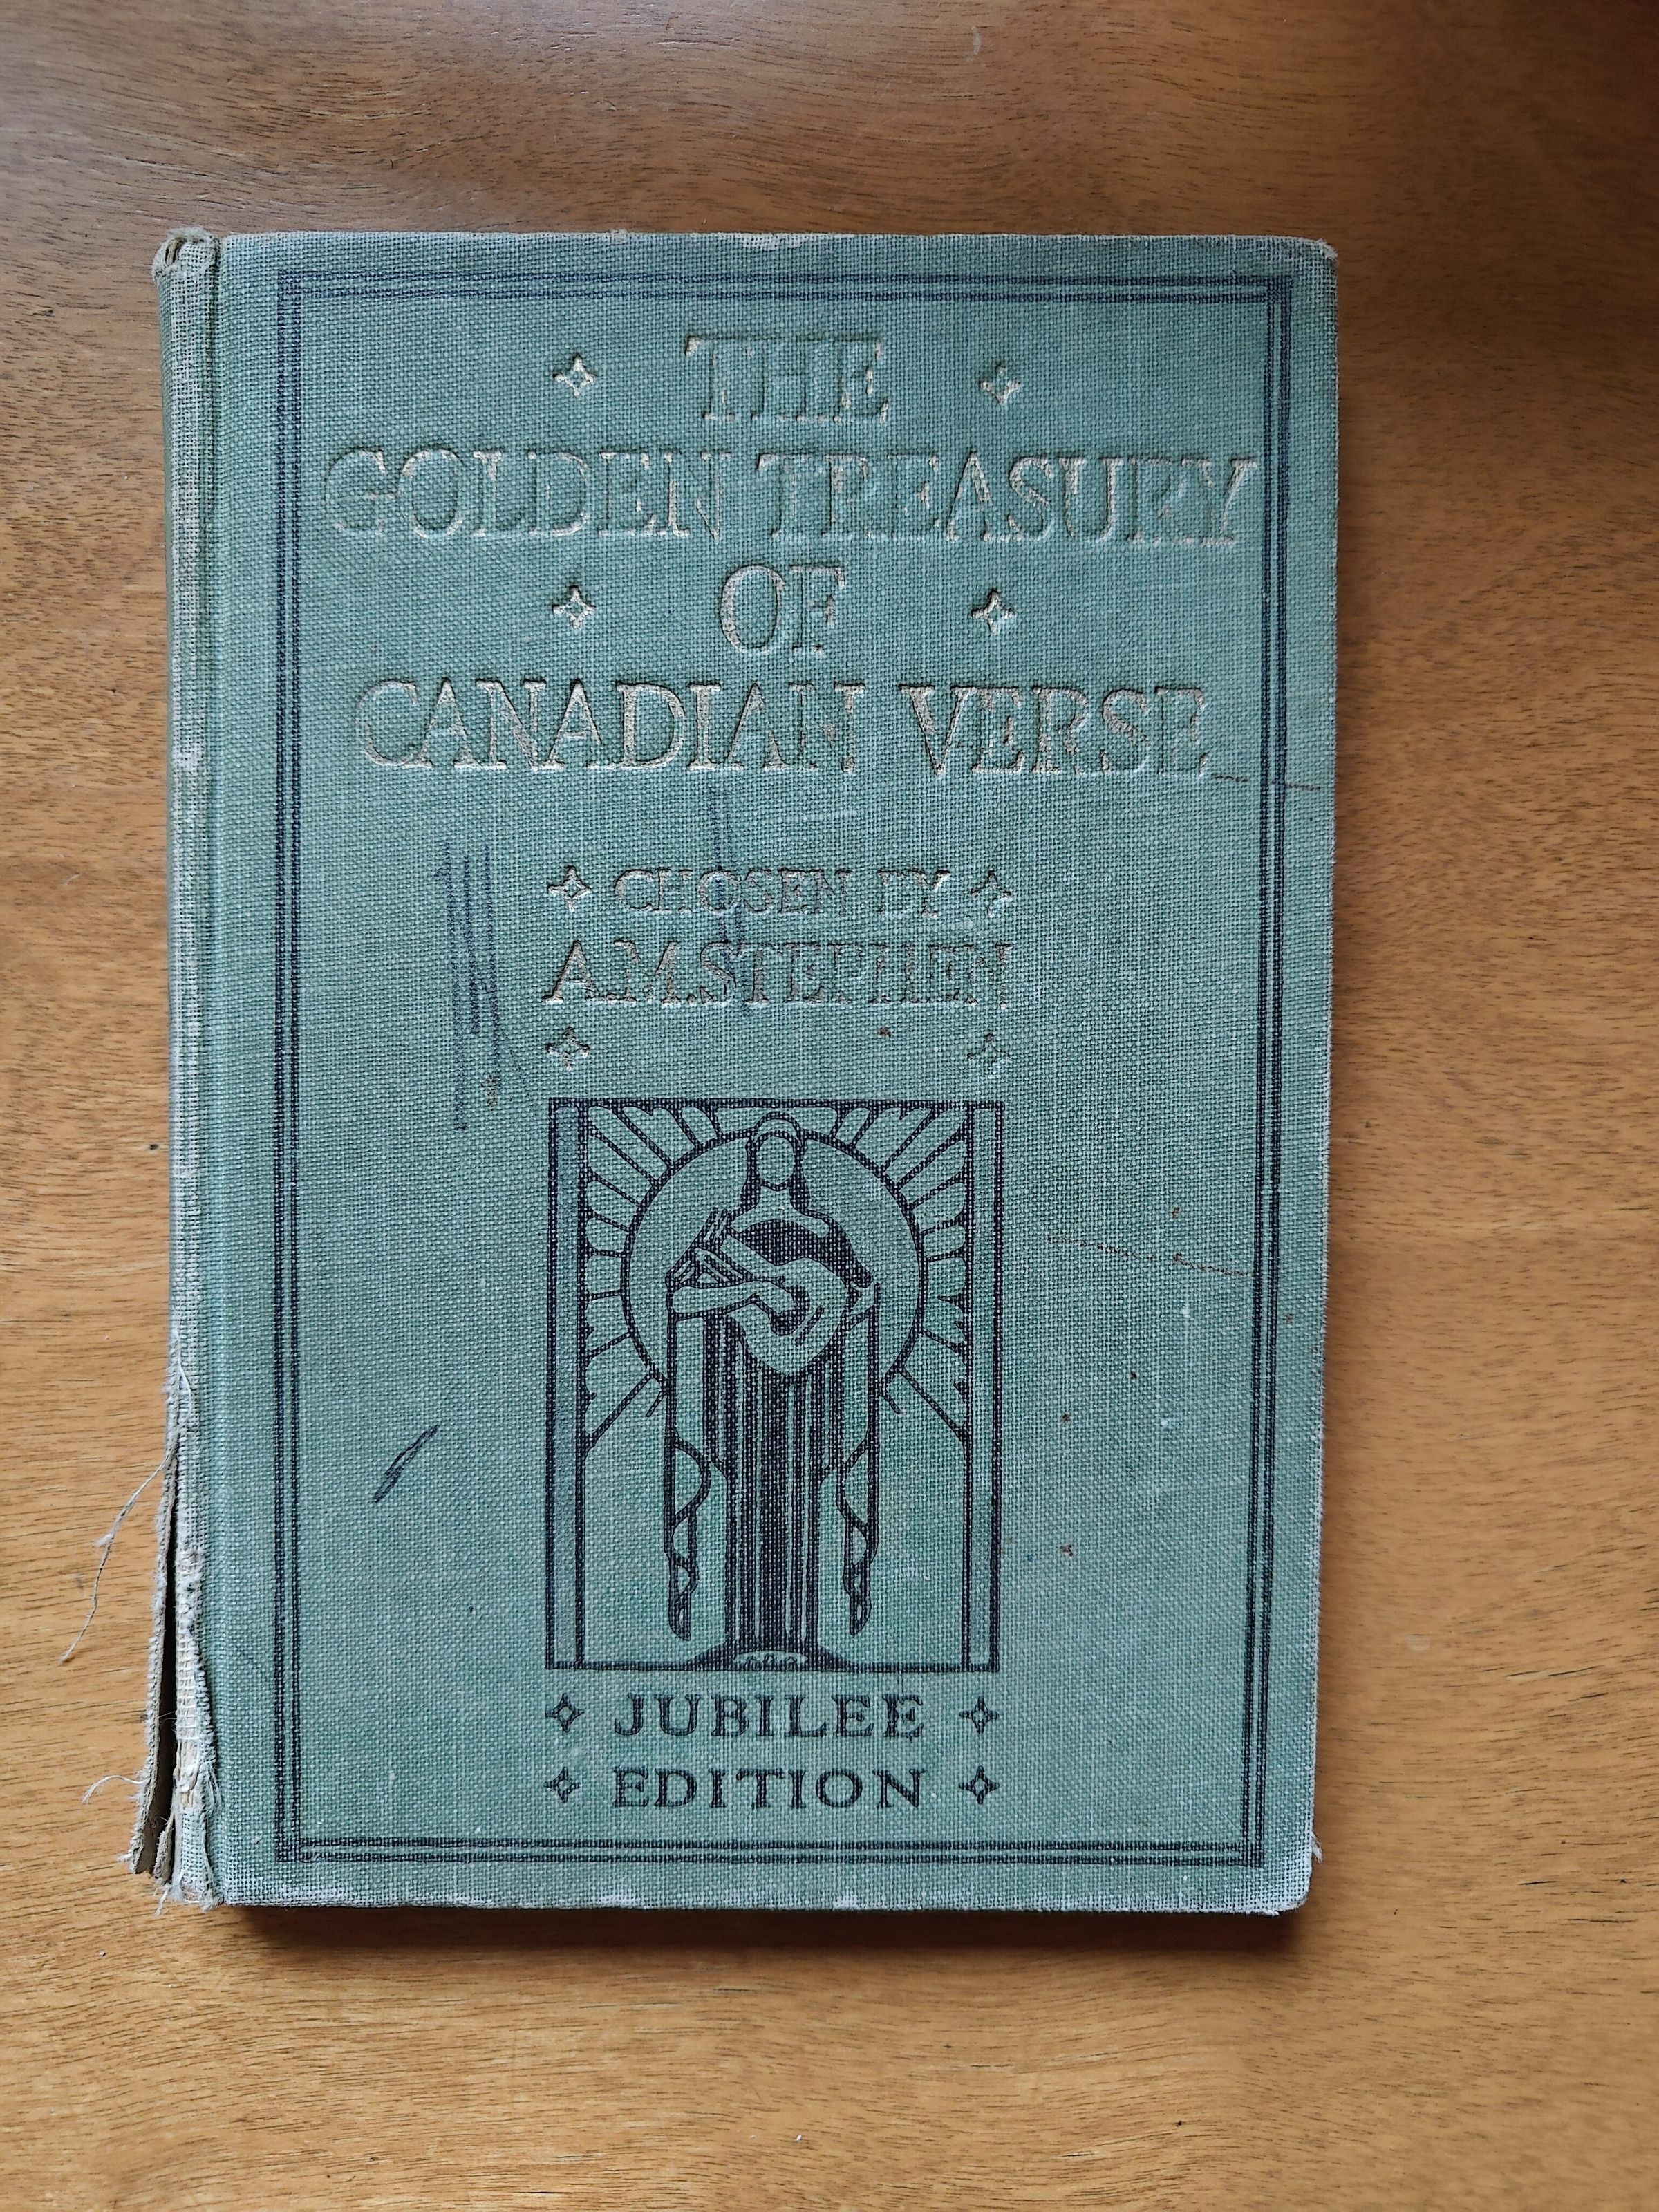 THE
GOLDEN TREASURY
OF
CANADIAN VERSE
CHOSEN BY
A.M. STEPHEN
JUBILEE
EDITION